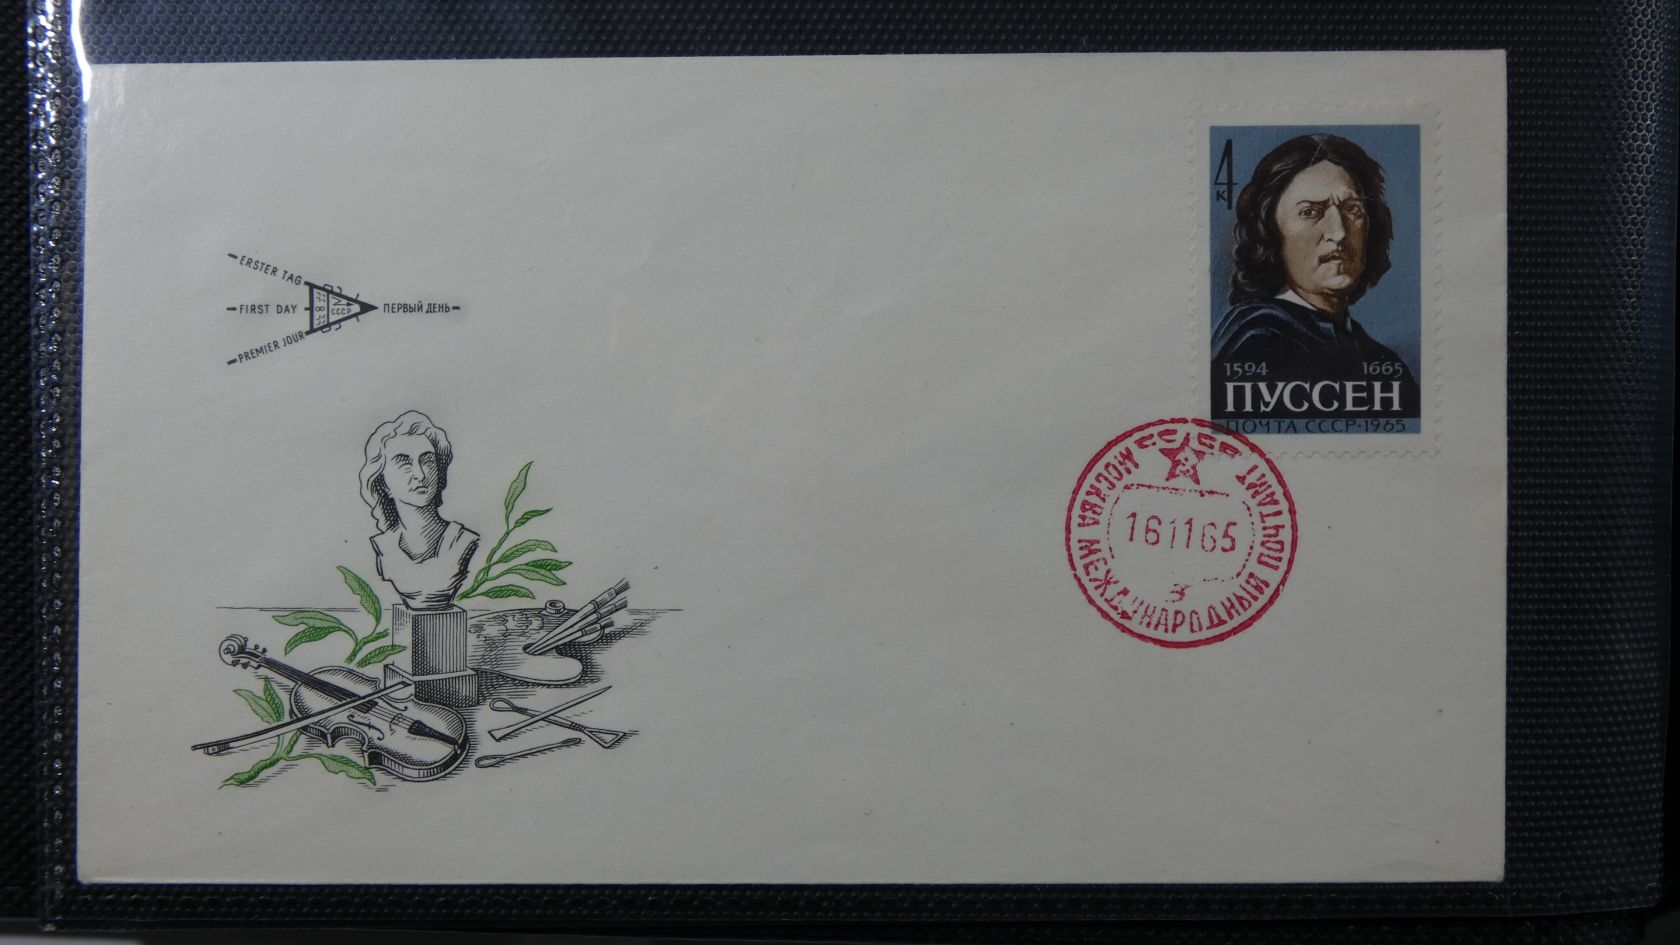 4
к
1594 1665
ПУССЕН
ПОЧТА СССР·1965
ERSTER TAG
FIRST DAY
PREMIER JOUR
СССР
ПЕРВЫЙ ДЕНЬ
МОСКВА МЕЖДУНАРОДНЫЙ ПОЧТАМТ
161165
З